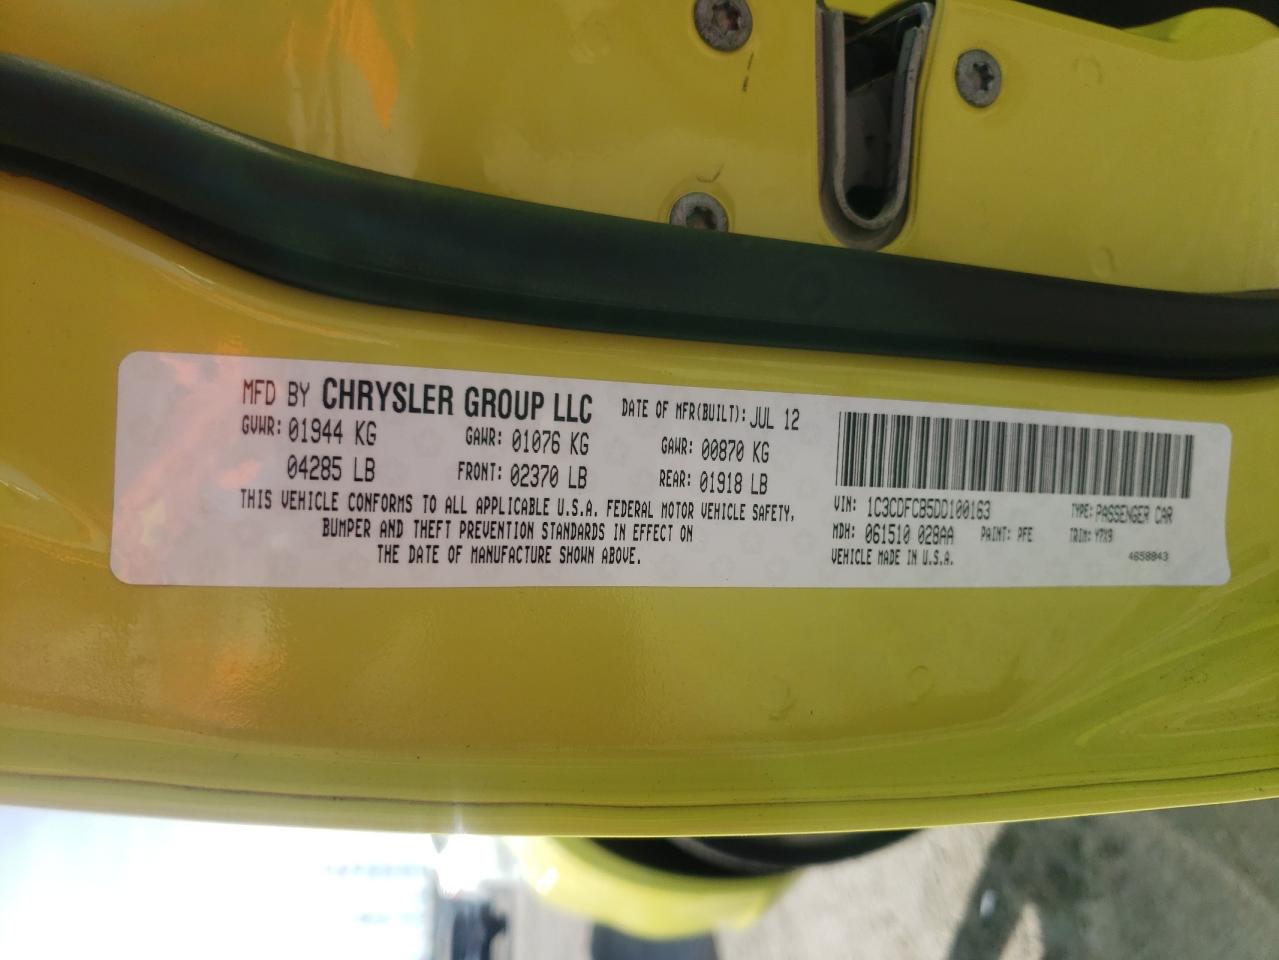 MFD BY CHRYSLER GROUP LLC DATE OF MFR(BUILT): JUL 12
GVWR: 01944 KG GAWR: 01076 KG GAWR: 00870 KG
04285 LB FRONT: 02370 LB REAR: 01918 LB
THIS VEHICLE CONFORMS TO ALL APPLICABLE U.S.A. FEDERAL MOTOR VEHICLE SAFETY,
BUMPER AND THEFT PREVENTION STANDARDS IN EFFECT ON
THE DATE OF MANUFACTURE SHOWN ABOVE.
VIN: 1C3CDFCB5DD100163 TYPE: PASSENGER CAR
MDH: 061510 028AA PAINT: PFE TRIM: Y7X9
VEHICLE MADE IN U.S.A. 4658843